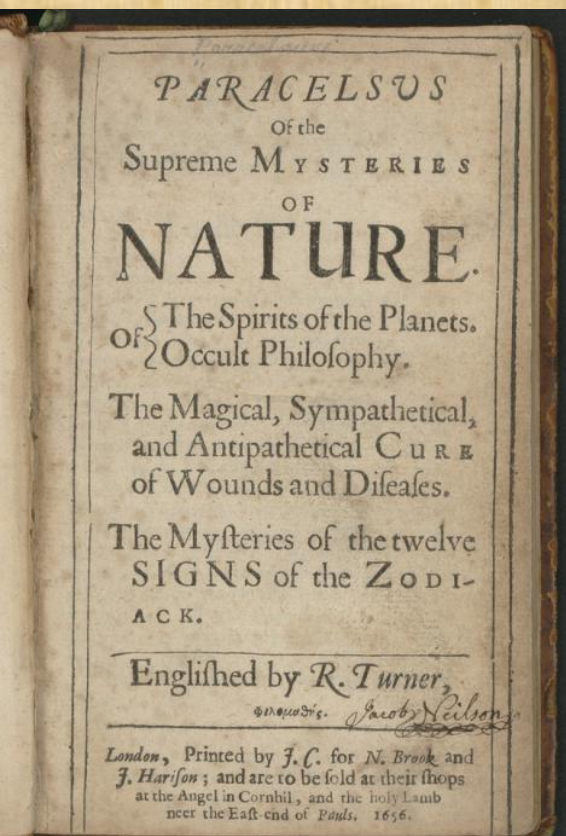 Paracelsus
PARACELSVS
Of the
Supreme MYSTERIES
OF
NATURE.
Of { The Spirits of the Planets.
Occult Philoſophy.
The Magical, Sympathetical,
and Antipathetical CURE
of Wounds and Diſeaſes.
The Myſteries of the twelve
SIGNS of the ZODI-
ACK.
Engliſhed by R. Turner,
φιλομαθής. Jacob Neilson
London, Printed by J. C. for N. Brook and
J. Hariſon; and are to be ſold at their ſhops
at the Angel in Cornhil, and the holy Lamb
neer the Eaſt-end of Pauls. 1656.